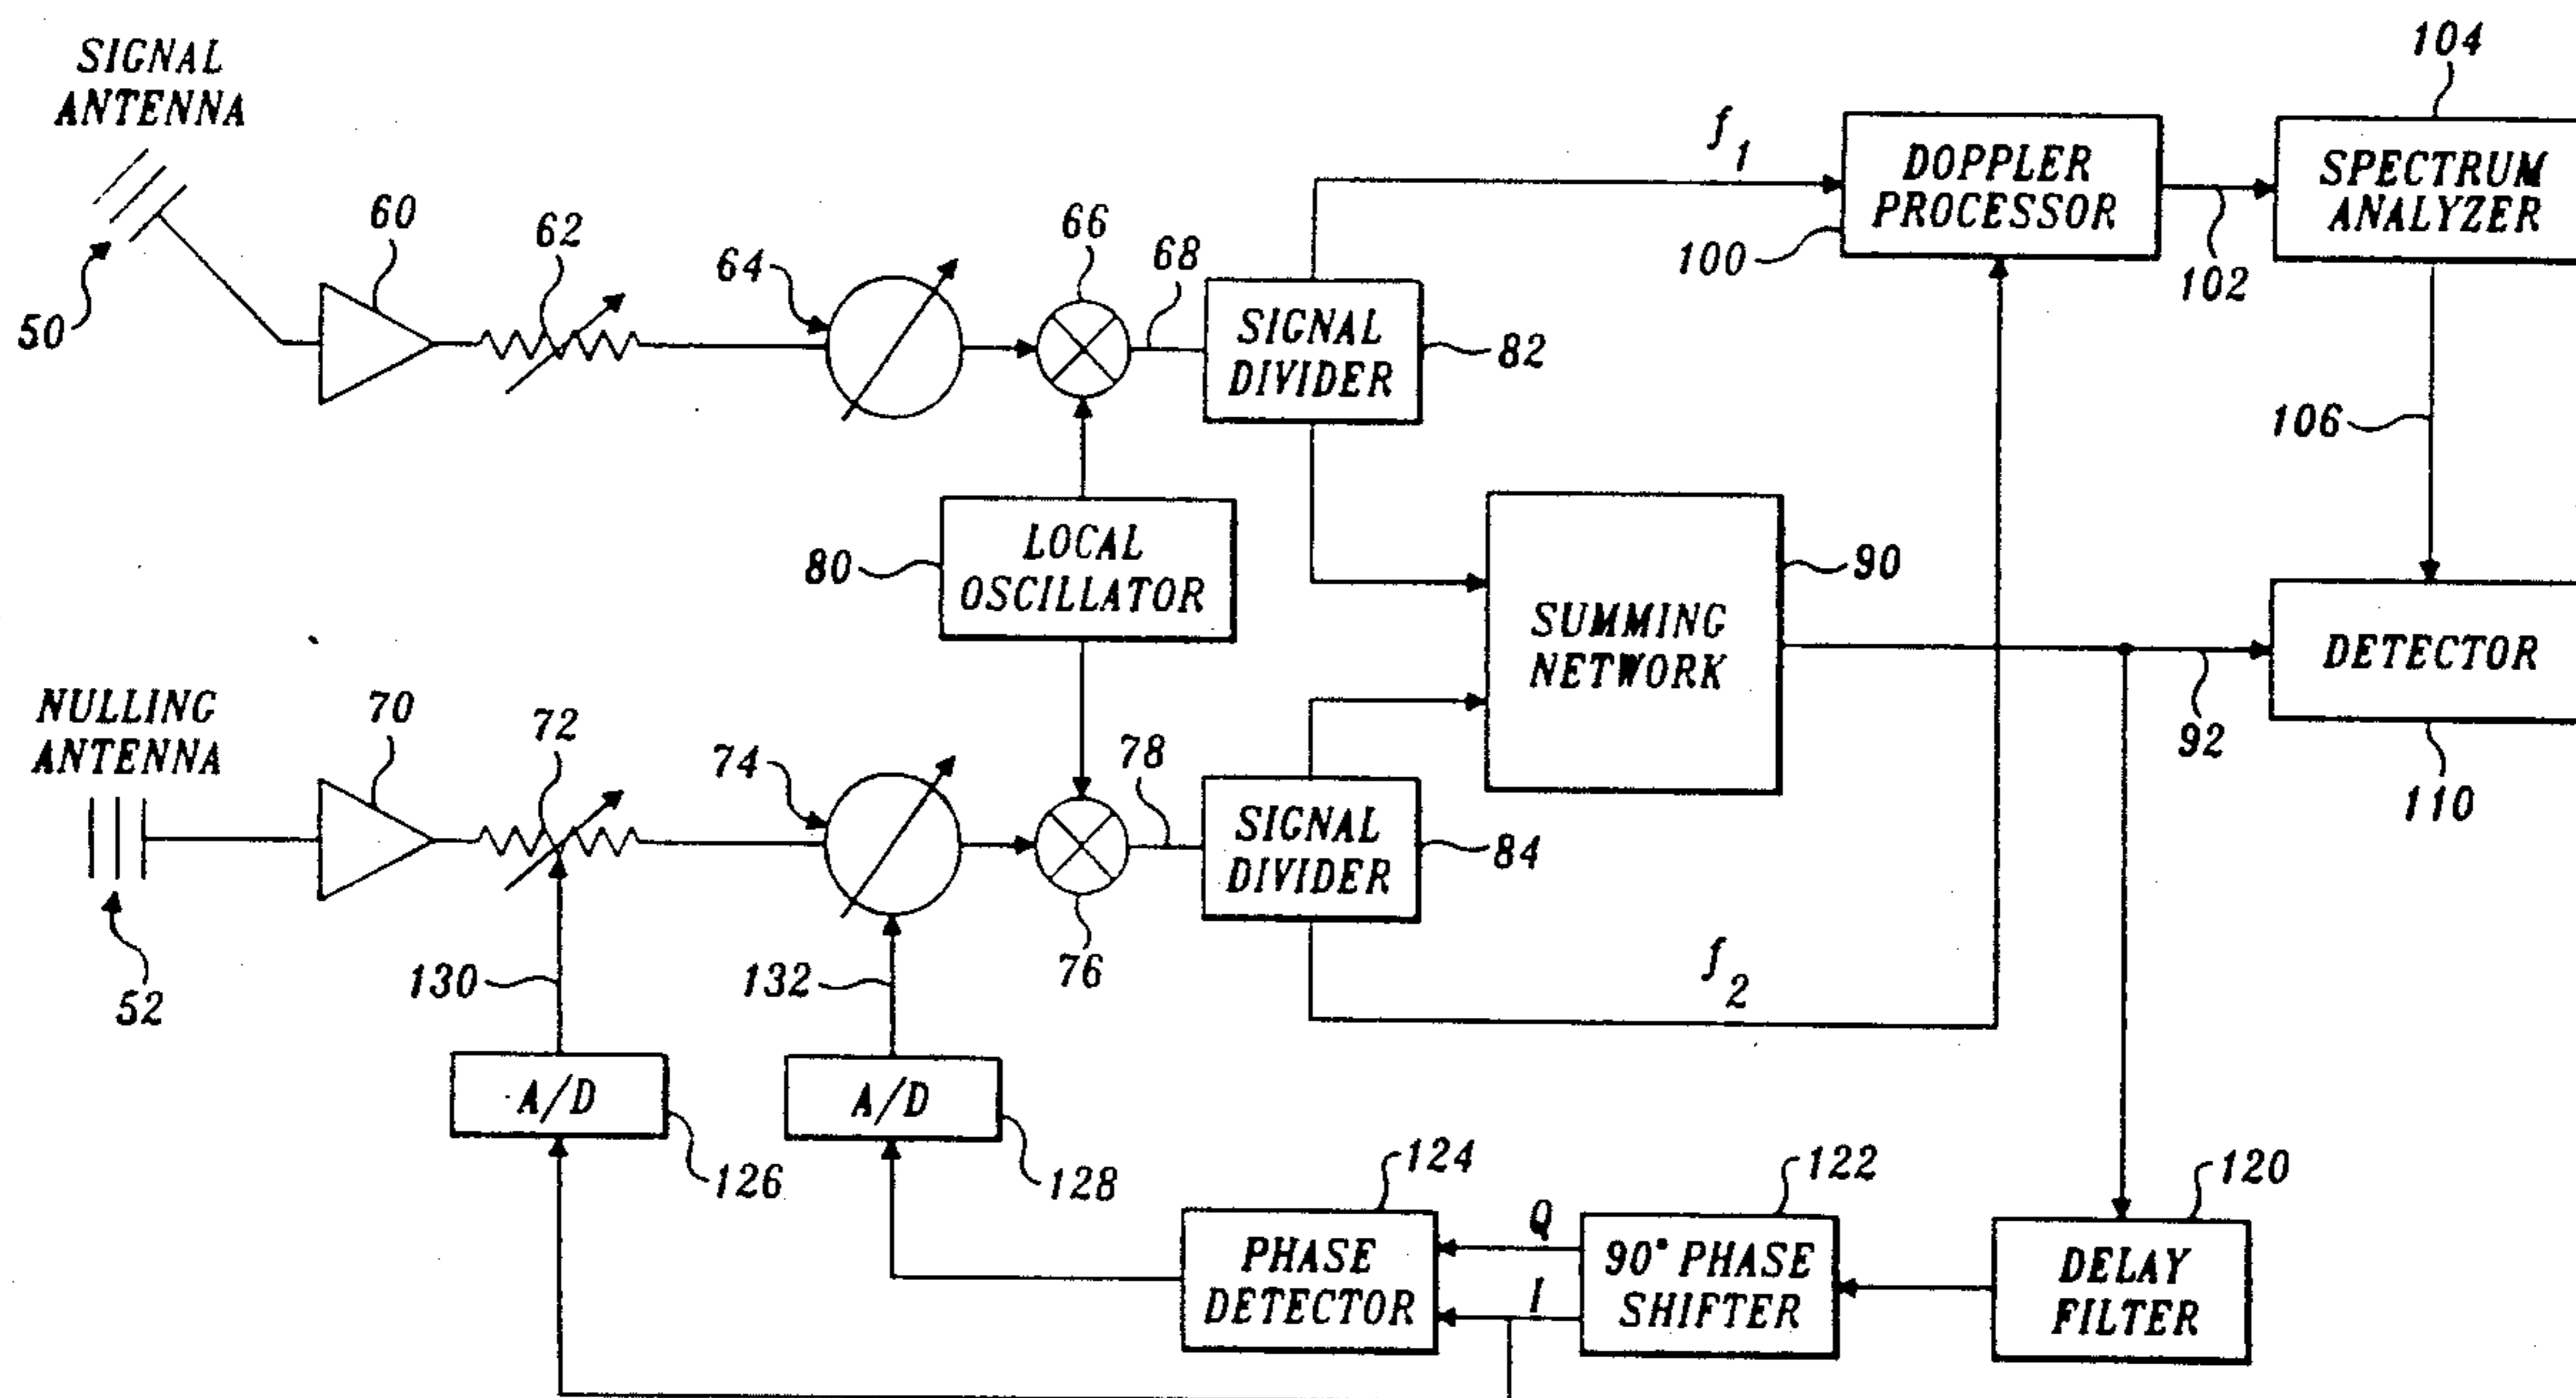 SIGNAL
ANTENNA
50
60
62
64
66
68
SIGNAL
DIVIDER
82
f1
DOPPLER
PROCESSOR
100
102
104
SPECTRUM
ANALYZER
106
LOCAL
OSCILLATOR
80
SUMMING
NETWORK
90
92
DETECTOR
110
NULLING
ANTENNA
52
70
72
74
76
78
SIGNAL
DIVIDER
84
f2
130
132
A/D
126
A/D
128
PHASE
DETECTOR
124
Q
I
90° PHASE
SHIFTER
122
DELAY
FILTER
120